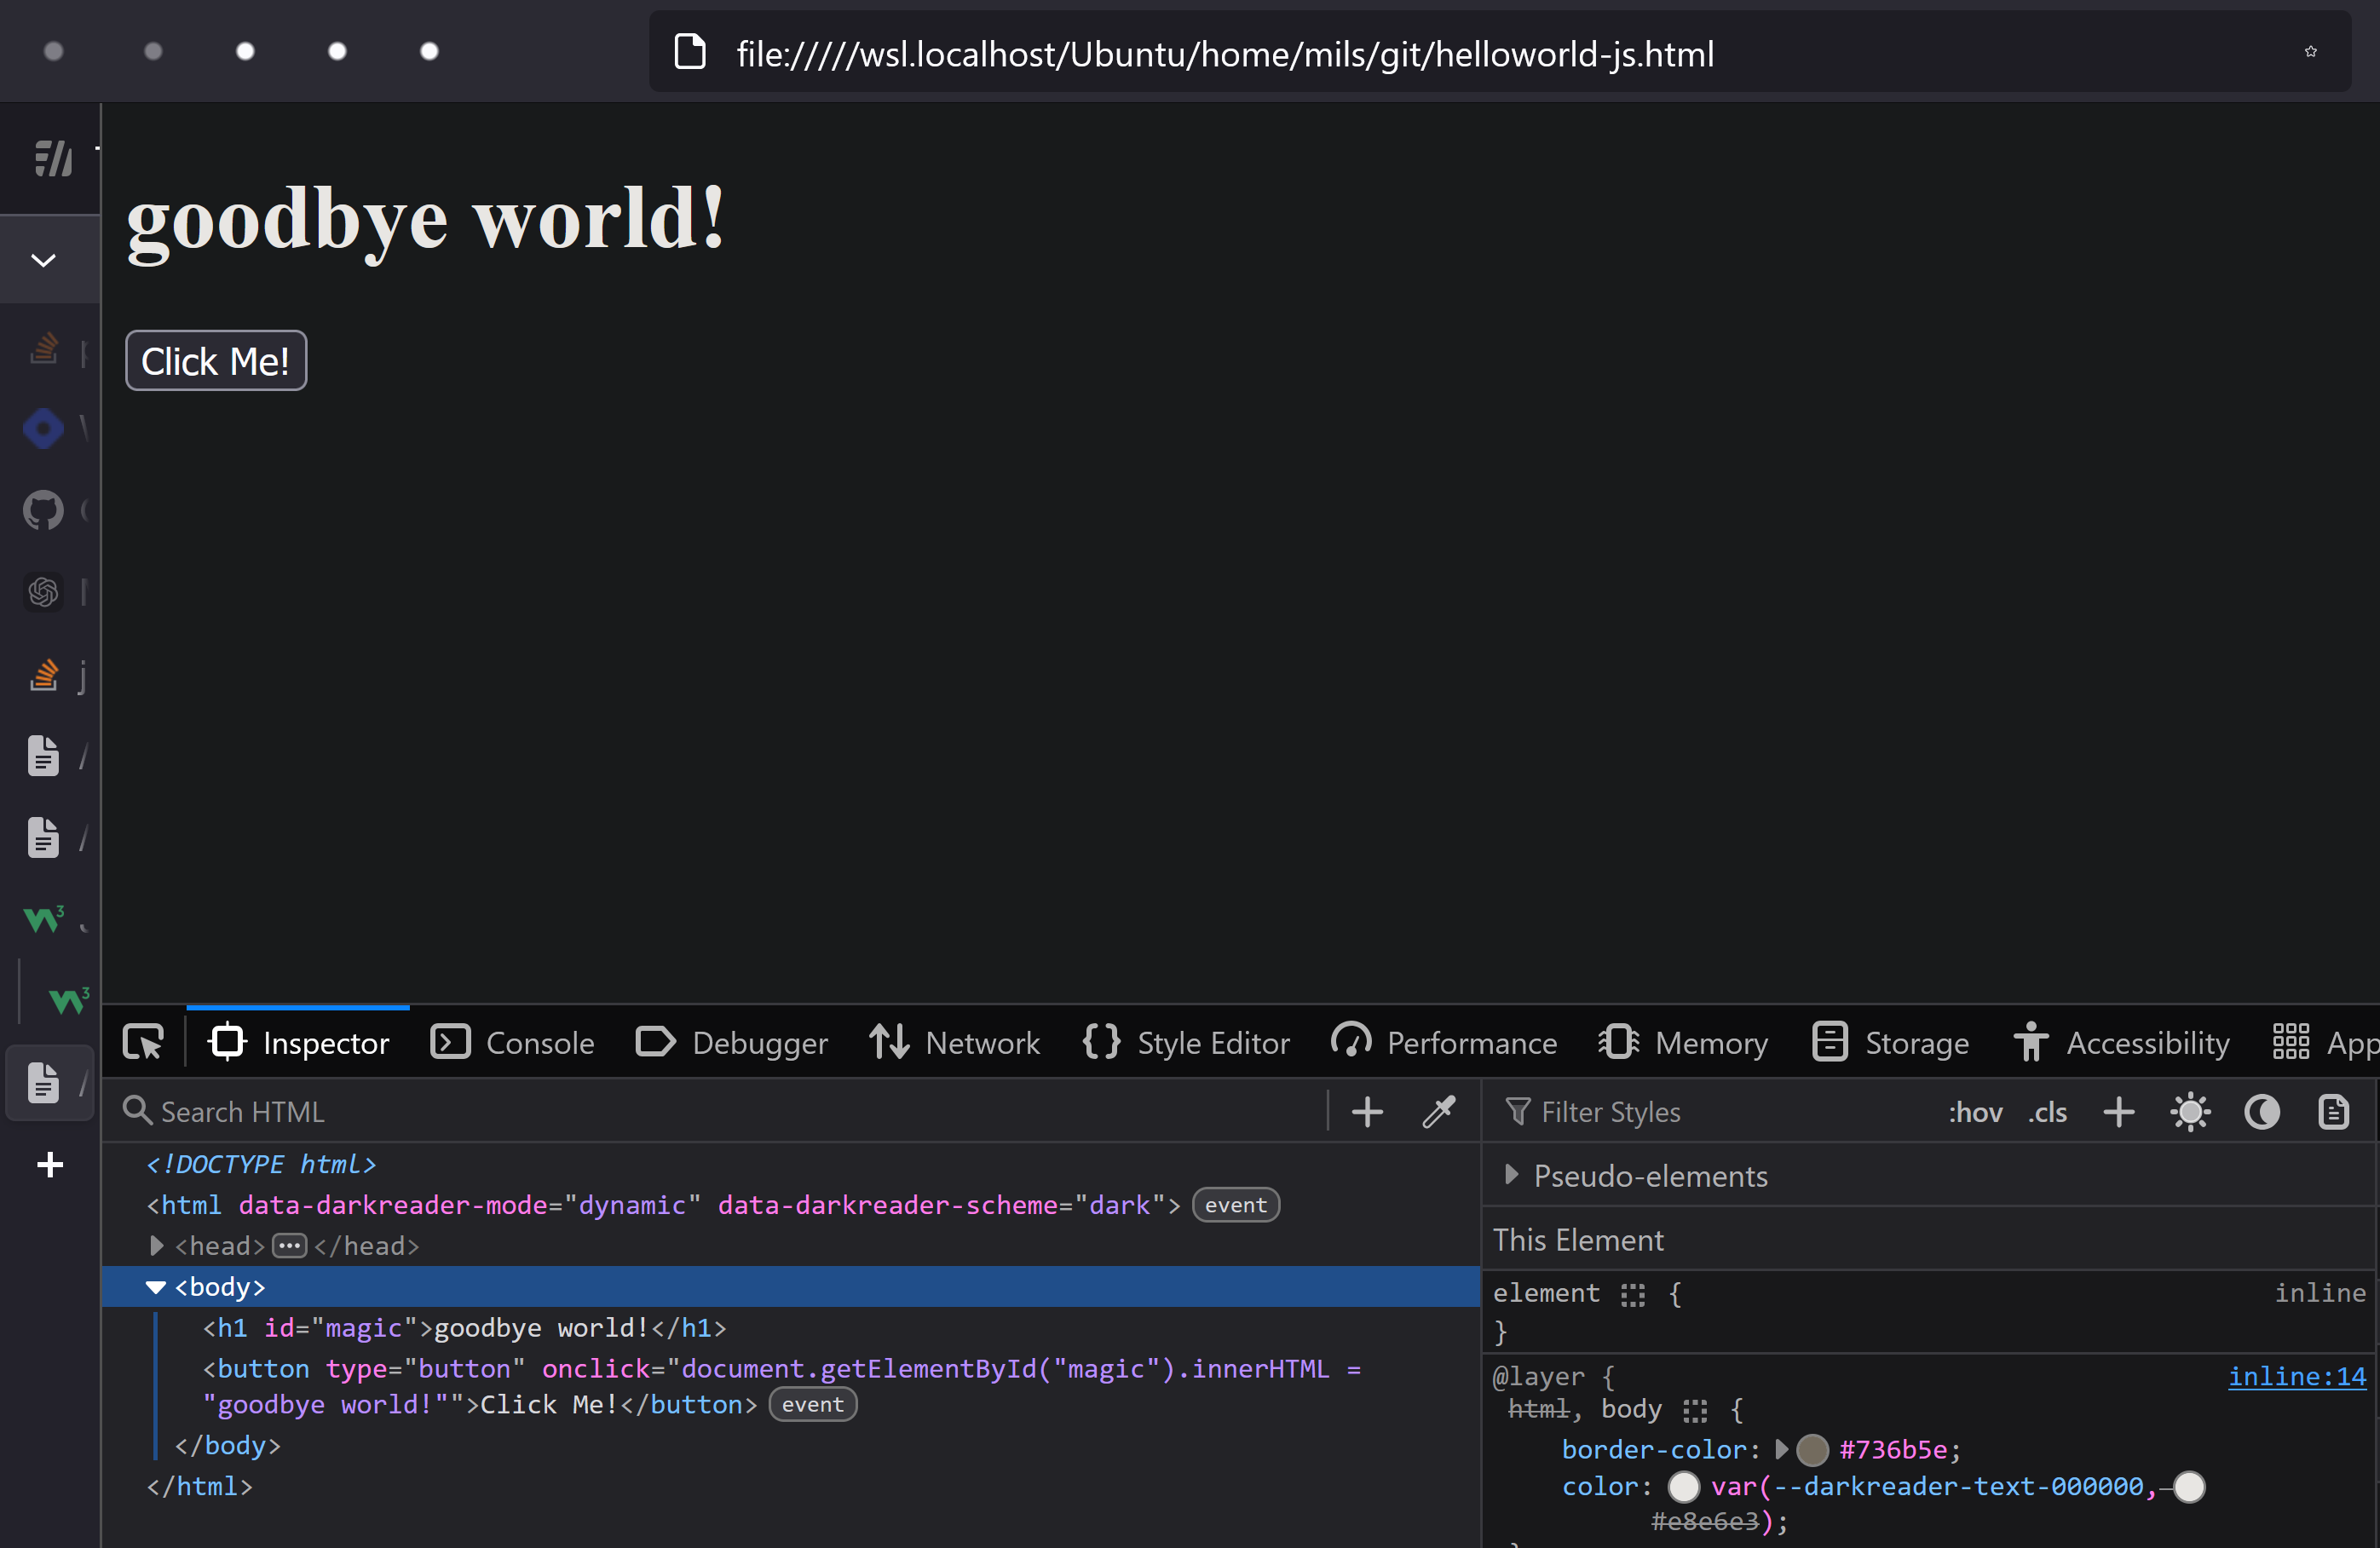 file://///wsl.localhost/Ubuntu/home/mils/git/helloworld-js.html
goodbye world!
Click Me!
j
/
/
3
3
/
Inspector Console Debugger Network Style Editor Performance Memory Storage Accessibility App
Search HTML
Filter Styles :hov .cls
<!DOCTYPE html>
<html data-darkreader-mode="dynamic" data-darkreader-scheme="dark"> event
<head>···</head>
<body>
<h1 id="magic">goodbye world!</h1>
<button type="button" onclick="document.getElementById("magic").innerHTML =
"goodbye world!"">Click Me!</button> event
</body>
</html>
Pseudo-elements
This Element
element { inline
}
@layer { inline:14
html, body {
border-color: #736b5e;
color: var(--darkreader-text-000000,
#e8e6e3);